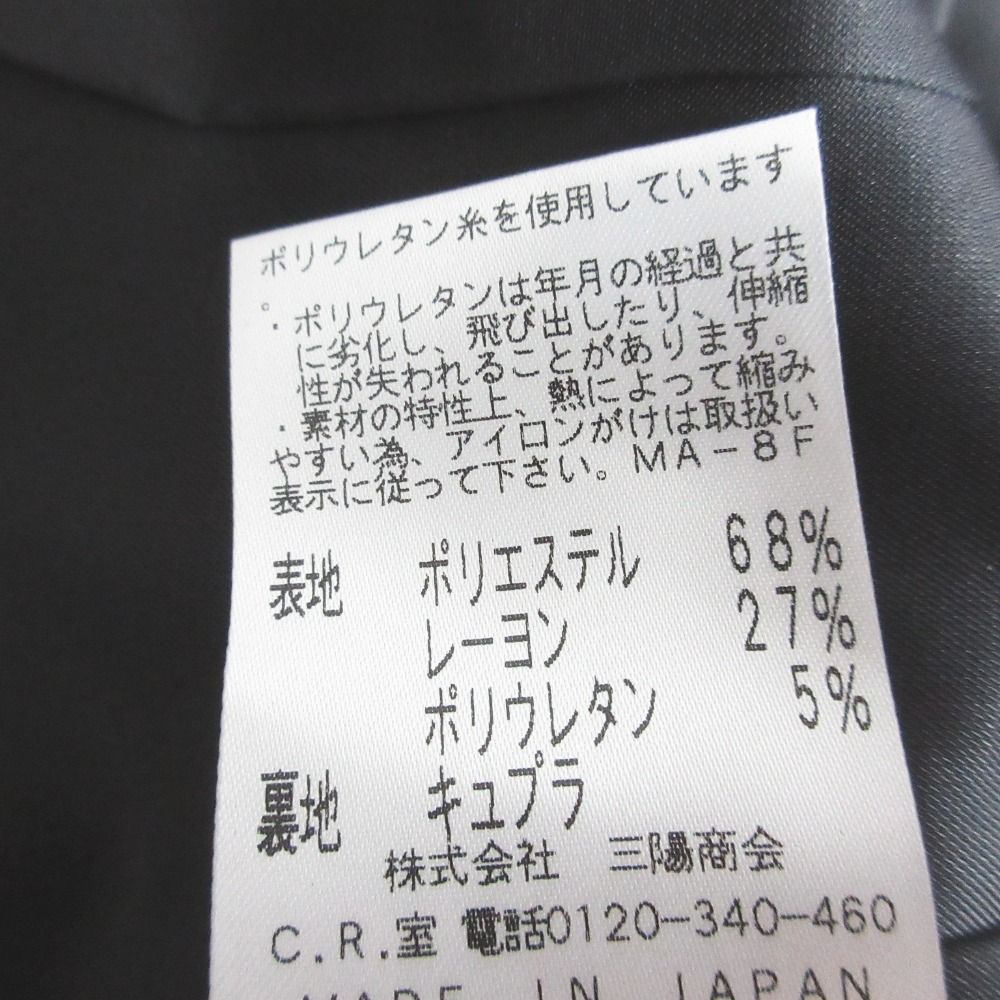 ポリウレタン糸を使用しています
。
・ポリウレタンは年月の経過と共
に劣化し、飛び出したり、伸縮
性が失われることがあります。
・素材の特性上、熱によって縮み
やすい為、アイロンがけは取扱い
表示に従って下さい。MA－8F
表地 ポリエステル 68%
レーヨン 27%
ポリウレタン 5%
裏地 キュプラ
株式会社 三陽商会
C.R.室 電話0120－340－460
MADE IN JAPAN